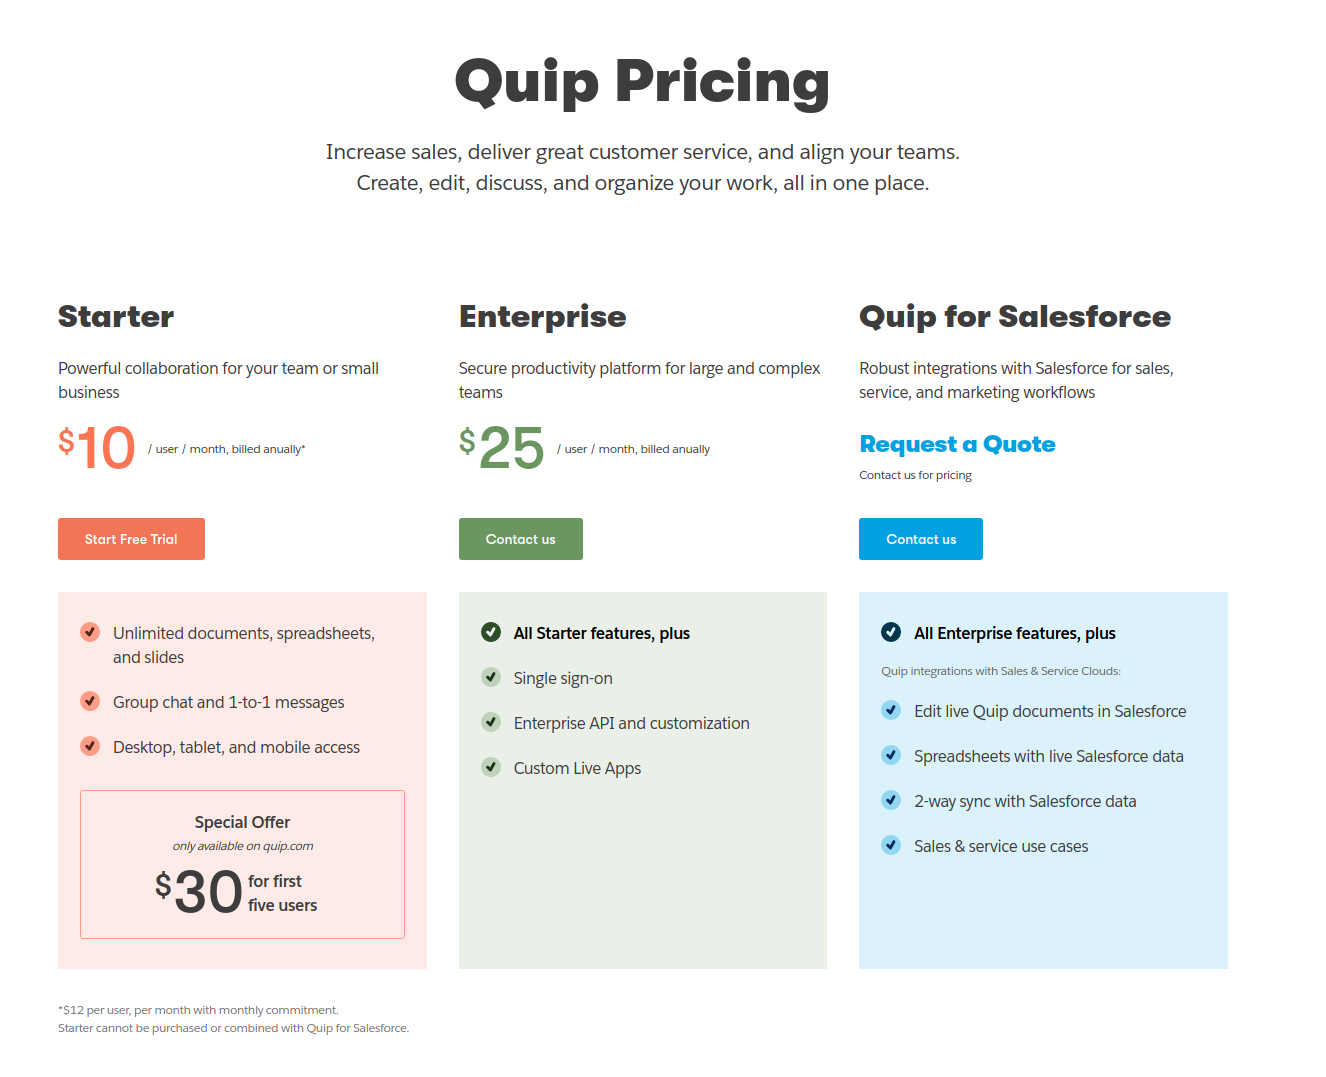 Quip Pricing
Increase sales, deliver great customer service, and align your teams.
Create, edit, discuss, and organize your work, all in one place.
Starter
Powerful collaboration for your team or small
business
$10 / user / month, billed anually*
Start Free Trial
Unlimited documents, spreadsheets,
and slides
Group chat and 1-to-1 messages
Desktop, tablet, and mobile access
Special Offer
only available on quip.com
$30 for first
five users
Enterprise
Secure productivity platform for large and complex
teams
$25 / user / month, billed anually
Contact us
All Starter features, plus
Single sign-on
Enterprise API and customization
Custom Live Apps
Quip for Salesforce
Robust integrations with Salesforce for sales,
service, and marketing workflows
Request a Quote
Contact us for pricing
Contact us
All Enterprise features, plus
Quip integrations with Sales & Service Clouds:
Edit live Quip documents in Salesforce
Spreadsheets with live Salesforce data
2-way sync with Salesforce data
Sales & service use cases
*$12 per user, per month with monthly commitment.
Starter cannot be purchased or combined with Quip for Salesforce.